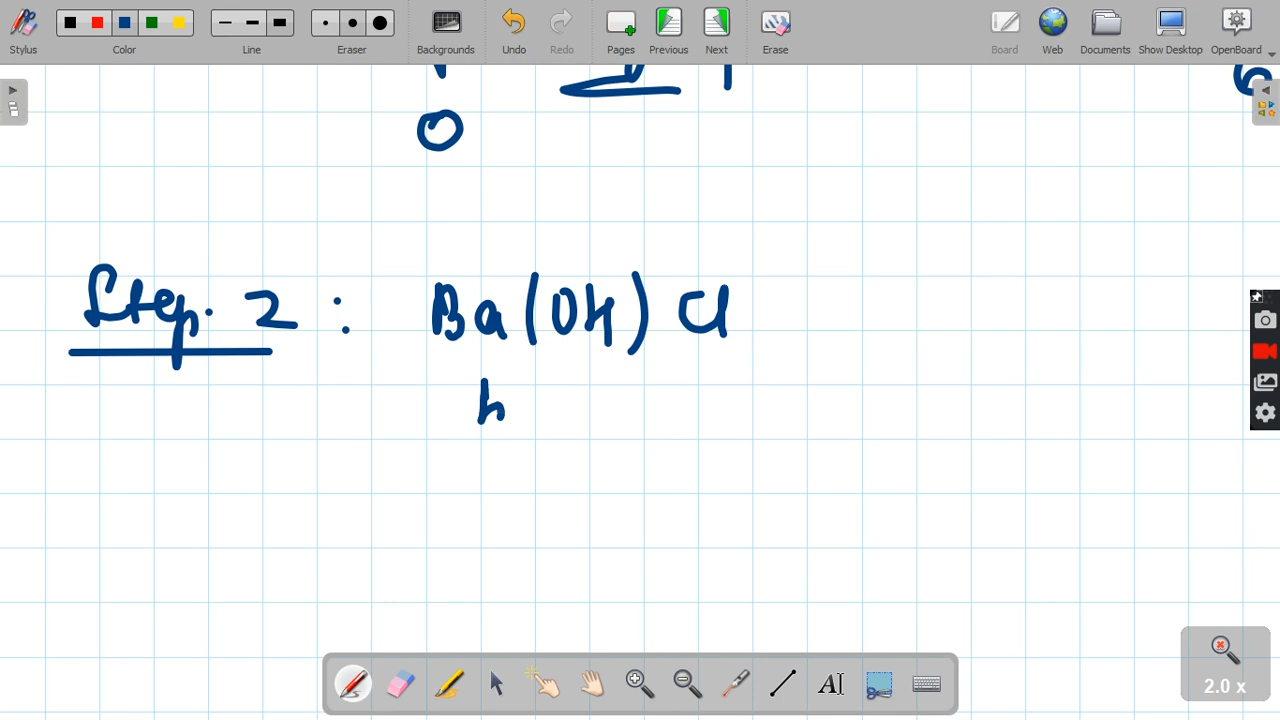 Stylus Color Line Eraser Backgrounds Undo Redo Pages Previous Next Erase Board Web Documents Show Desktop OpenBoard
0
Step. 2 : Ba(OH) Cl
h
2.0 x